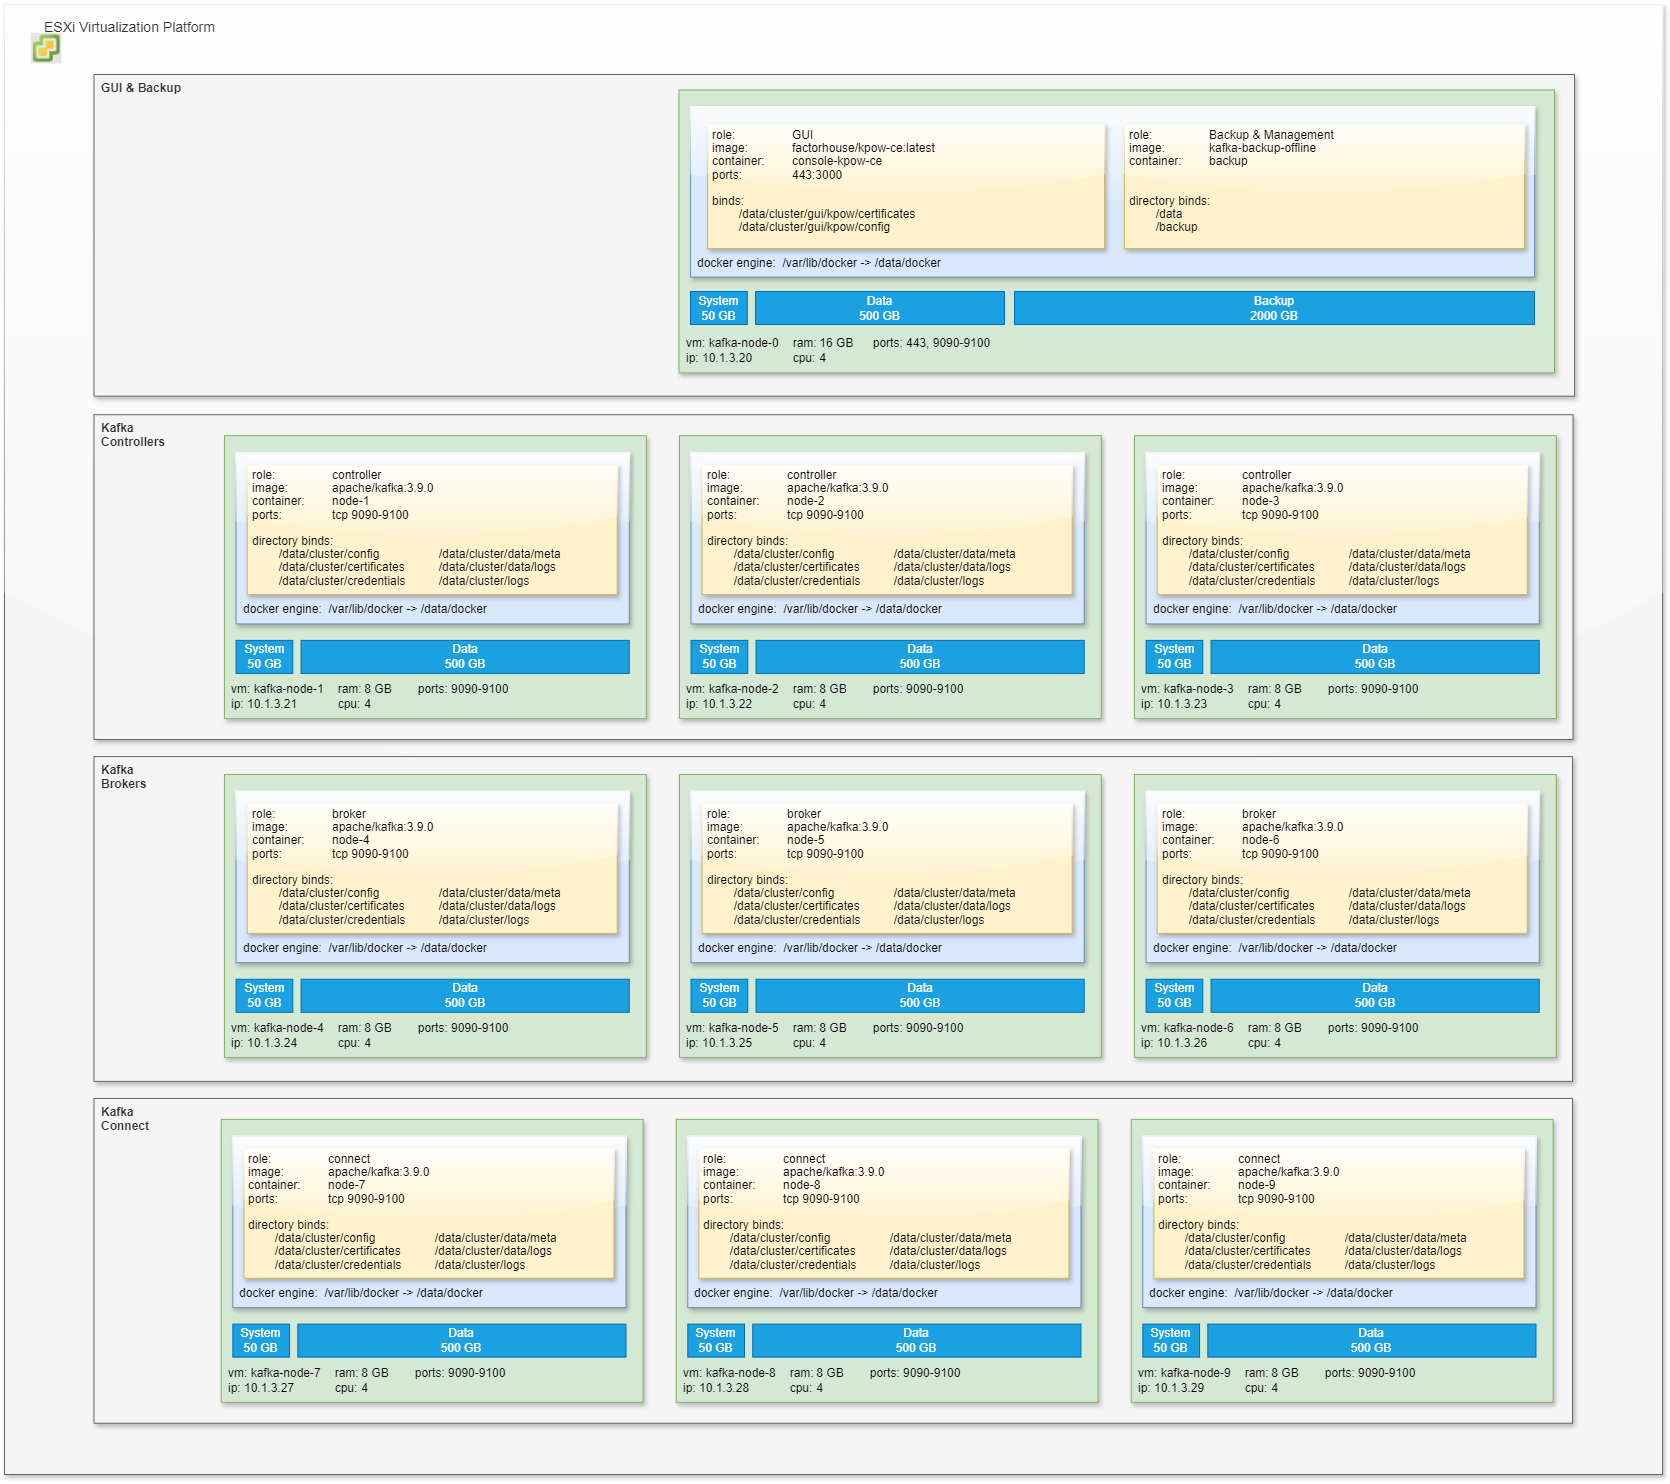 ESXi Virtualization Platform
GUI & Backup
role: GUI
image: factorhouse/kpow-ce:latest
container: console-kpow-ce
ports: 443:3000
binds:
/data/cluster/gui/kpow/certificates
/data/cluster/gui/kpow/config
role: Backup & Management
image: kafka-backup-offline
container: backup
directory binds:
/data
/backup
docker engine: /var/lib/docker -> /data/docker
System
50 GB
Data
500 GB
Backup
2000 GB
vm: kafka-node-0 ram: 16 GB ports: 443, 9090-9100
ip: 10.1.3.20 cpu: 4
Kafka
Controllers
role: controller
image: apache/kafka:3.9.0
container: node-1
ports: tcp 9090-9100
directory binds:
/data/cluster/config /data/cluster/data/meta
/data/cluster/certificates /data/cluster/data/logs
/data/cluster/credentials /data/cluster/logs
docker engine: /var/lib/docker -> /data/docker
System
50 GB
Data
500 GB
vm: kafka-node-1 ram: 8 GB ports: 9090-9100
ip: 10.1.3.21 cpu: 4
role: controller
image: apache/kafka:3.9.0
container: node-2
ports: tcp 9090-9100
directory binds:
/data/cluster/config /data/cluster/data/meta
/data/cluster/certificates /data/cluster/data/logs
/data/cluster/credentials /data/cluster/logs
docker engine: /var/lib/docker -> /data/docker
System
50 GB
Data
500 GB
vm: kafka-node-2 ram: 8 GB ports: 9090-9100
ip: 10.1.3.22 cpu: 4
role: controller
image: apache/kafka:3.9.0
container: node-3
ports: tcp 9090-9100
directory binds:
/data/cluster/config /data/cluster/data/meta
/data/cluster/certificates /data/cluster/data/logs
/data/cluster/credentials /data/cluster/logs
docker engine: /var/lib/docker -> /data/docker
System
50 GB
Data
500 GB
vm: kafka-node-3 ram: 8 GB ports: 9090-9100
ip: 10.1.3.23 cpu: 4
Kafka
Brokers
role: broker
image: apache/kafka:3.9.0
container: node-4
ports: tcp 9090-9100
directory binds:
/data/cluster/config /data/cluster/data/meta
/data/cluster/certificates /data/cluster/data/logs
/data/cluster/credentials /data/cluster/logs
docker engine: /var/lib/docker -> /data/docker
System
50 GB
Data
500 GB
vm: kafka-node-4 ram: 8 GB ports: 9090-9100
ip: 10.1.3.24 cpu: 4
role: broker
image: apache/kafka:3.9.0
container: node-5
ports: tcp 9090-9100
directory binds:
/data/cluster/config /data/cluster/data/meta
/data/cluster/certificates /data/cluster/data/logs
/data/cluster/credentials /data/cluster/logs
docker engine: /var/lib/docker -> /data/docker
System
50 GB
Data
500 GB
vm: kafka-node-5 ram: 8 GB ports: 9090-9100
ip: 10.1.3.25 cpu: 4
role: broker
image: apache/kafka:3.9.0
container: node-6
ports: tcp 9090-9100
directory binds:
/data/cluster/config /data/cluster/data/meta
/data/cluster/certificates /data/cluster/data/logs
/data/cluster/credentials /data/cluster/logs
docker engine: /var/lib/docker -> /data/docker
System
50 GB
Data
500 GB
vm: kafka-node-6 ram: 8 GB ports: 9090-9100
ip: 10.1.3.26 cpu: 4
Kafka
Connect
role: connect
image: apache/kafka:3.9.0
container: node-7
ports: tcp 9090-9100
directory binds:
/data/cluster/config /data/cluster/data/meta
/data/cluster/certificates /data/cluster/data/logs
/data/cluster/credentials /data/cluster/logs
docker engine: /var/lib/docker -> /data/docker
System
50 GB
Data
500 GB
vm: kafka-node-7 ram: 8 GB ports: 9090-9100
ip: 10.1.3.27 cpu: 4
role: connect
image: apache/kafka:3.9.0
container: node-8
ports: tcp 9090-9100
directory binds:
/data/cluster/config /data/cluster/data/meta
/data/cluster/certificates /data/cluster/data/logs
/data/cluster/credentials /data/cluster/logs
docker engine: /var/lib/docker -> /data/docker
System
50 GB
Data
500 GB
vm: kafka-node-8 ram: 8 GB ports: 9090-9100
ip: 10.1.3.28 cpu: 4
role: connect
image: apache/kafka:3.9.0
container: node-9
ports: tcp 9090-9100
directory binds:
/data/cluster/config /data/cluster/data/meta
/data/cluster/certificates /data/cluster/data/logs
/data/cluster/credentials /data/cluster/logs
docker engine: /var/lib/docker -> /data/docker
System
50 GB
Data
500 GB
vm: kafka-node-9 ram: 8 GB ports: 9090-9100
ip: 10.1.3.29 cpu: 4